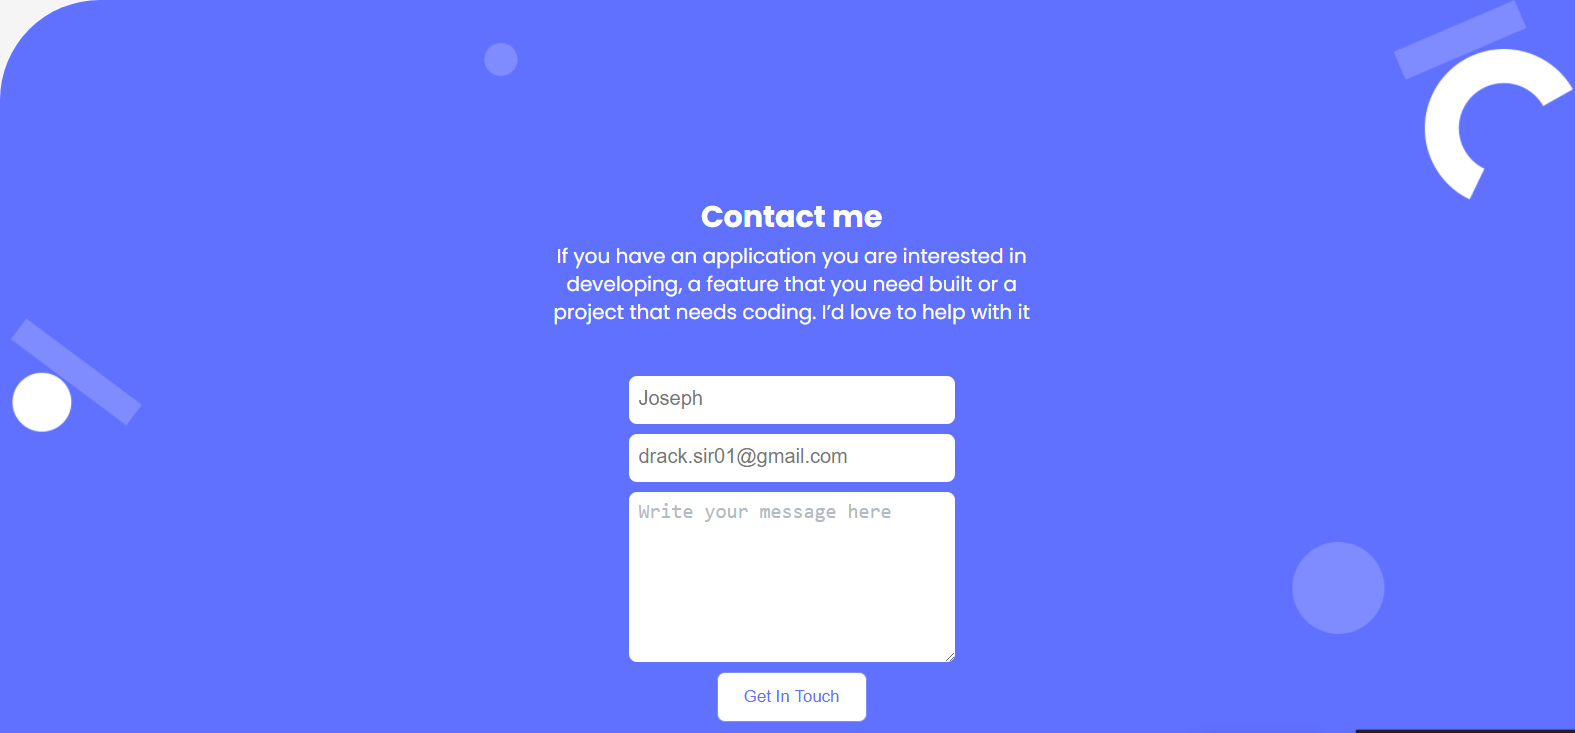 Contact me
If you have an application you are interested in
developing, a feature that you need built or a
project that needs coding. I’d love to help with it
Joseph
drack.sir01@gmail.com
Write your message here
Get In Touch